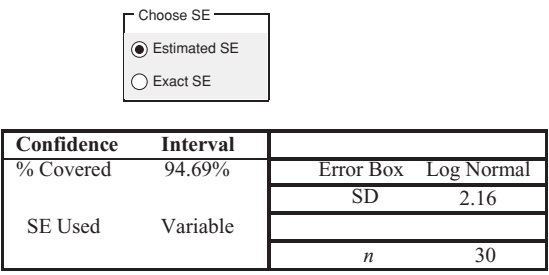 Choose SE
Estimated SE
Exact SE
Confidence Interval
% Covered 94.69% Error Box Log Normal
SD 2.16
SE Used Variable
n 30